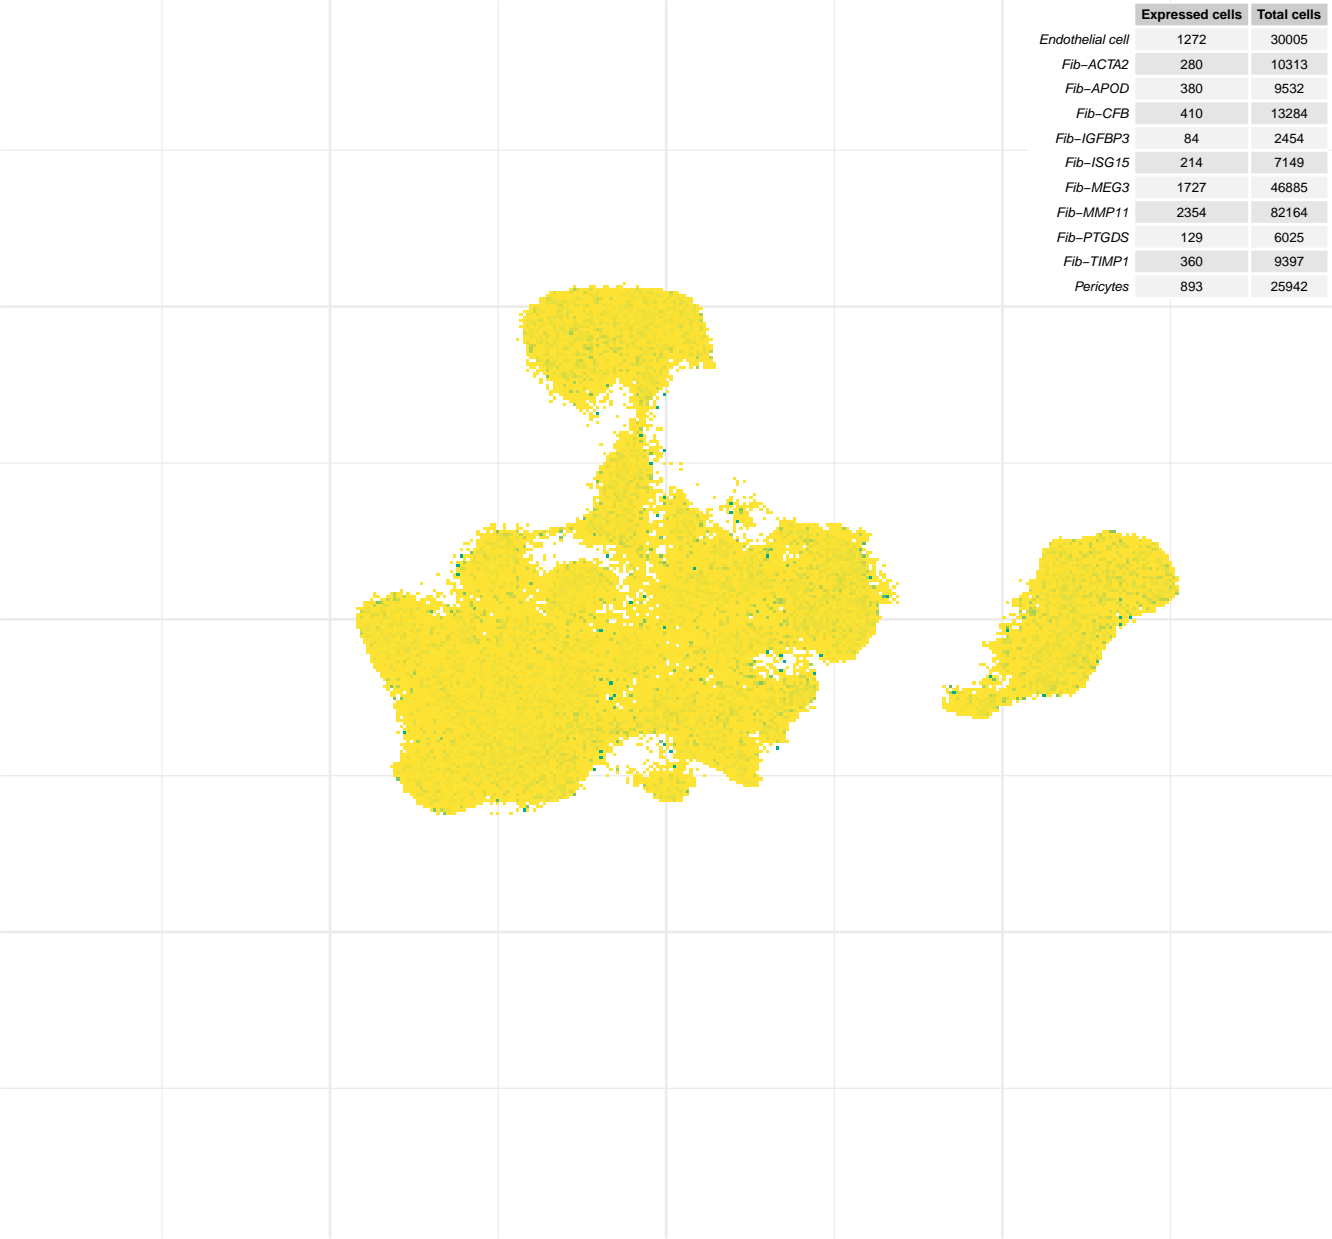 Expressed cells Total cells
Endothelial cell 1272 30005
Fib−ACTA2 280 10313
Fib−APOD 380 9532
Fib−CFB 410 13284
Fib−IGFBP3 84 2454
Fib−ISG15 214 7149
Fib−MEG3 1727 46885
Fib−MMP11 2354 82164
Fib−PTGDS 129 6025
Fib−TIMP1 360 9397
Pericytes 893 25942